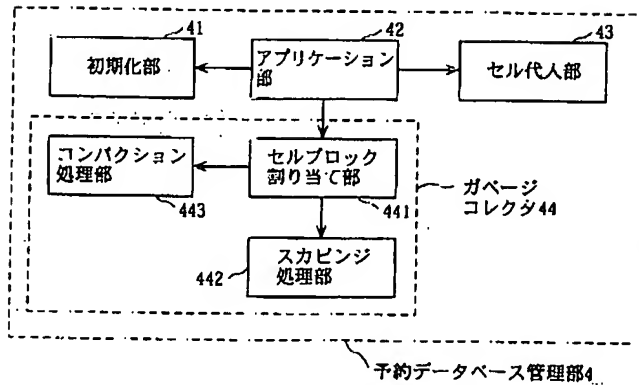 41
42
43
初期化部
アプリケーション
部
セル代人部
コンパクション
処理部
443
セルブロック
割り当て部
441
ガベージ
コレクタ44
スカビンジ
処理部
442
予約データベース管理部4